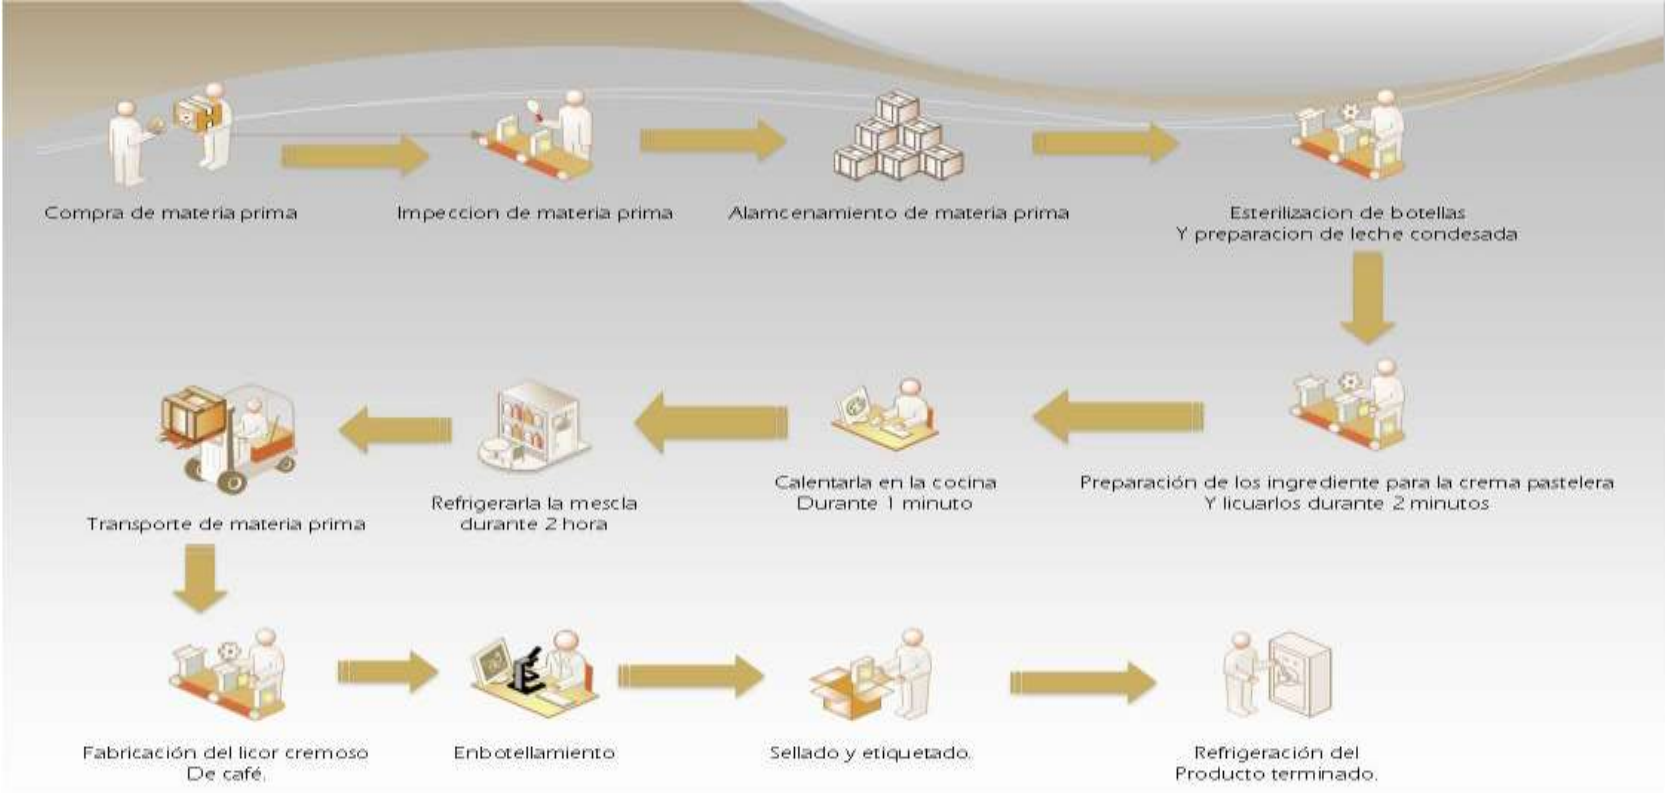 Compra de materia prima
Impeccion de materia prima
Alamcenamiento de materia prima
Esterilizacion de botellas
Y preparacion de leche condesada
Preparación de los ingrediente para la crema pastelera
Y licuarlos durante 2 minutos
Calentarla en la cocina
Durante 1 minuto
Refrigerarla la mescla
durante 2 hora
Transporte de materia prima
Fabricación del licor cremoso
De café.
Enbotellamiento
Sellado y etiquetado.
Refrigeración del
Producto terminado.